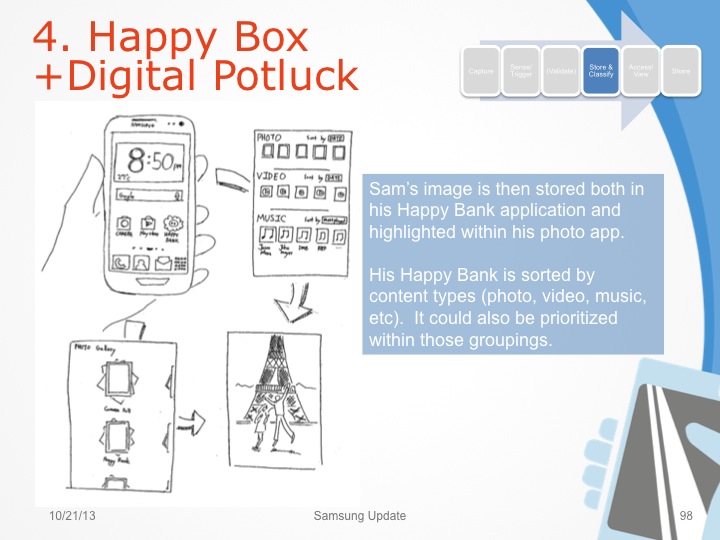 4. Happy Box
+Digital Potluck
Capture
Sense/
Trigger
(Validate)
Store &
Classify
Access/
View
Share
8:50pm
Google
CAMERA
Play store
HAPPY
BANK
PHOTO
Sort by DATE
VIDEO
Sort by DATE
MUSIC
Sort by
PHOTO Gallery
Camera Roll
Happy Bank
Sam's image is then stored both in
his Happy Bank application and
highlighted within his photo app.
His Happy Bank is sorted by
content types (photo, video, music,
etc).  It could also be prioritized
within those groupings.
10/21/13
Samsung Update
98